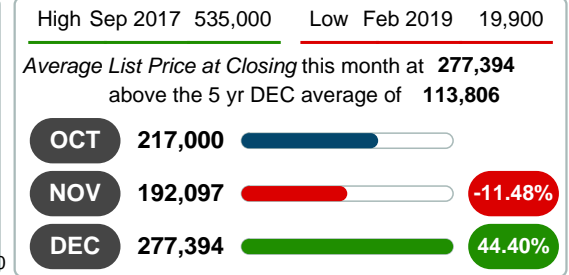 High Sep 2017 535,000 Low Feb 2019 19,900
Average List Price at Closing this month at 277,394
above the 5 yr DEC average of 113,806
OCT 217,000
NOV 192,097 -11.48%
DEC 277,394 44.40%